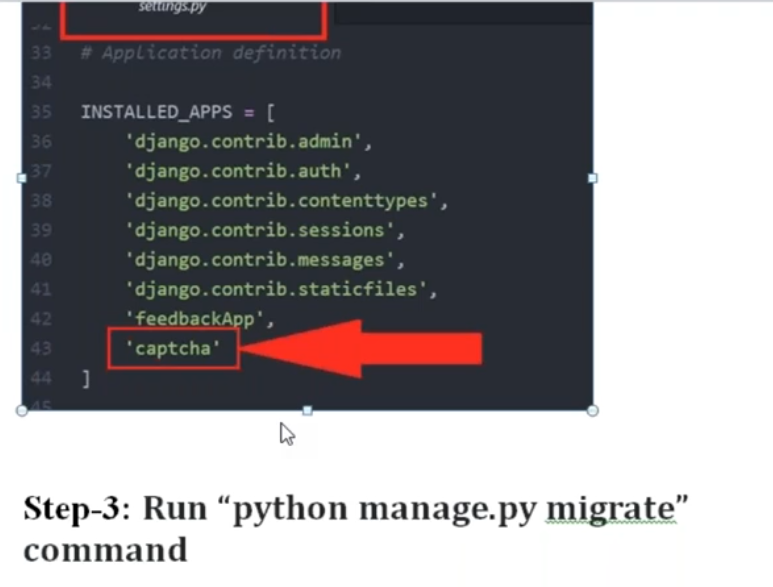 settings.py
33 # Application definition
34
35 INSTALLED_APPS = [
36 'django.contrib.admin',
37 'django.contrib.auth',
38 'django.contrib.contenttypes',
39 'django.contrib.sessions',
40 'django.contrib.messages',
41 'django.contrib.staticfiles',
42 'feedbackApp',
43 'captcha'
44 ]
45
Step-3: Run “python manage.py migrate”
command